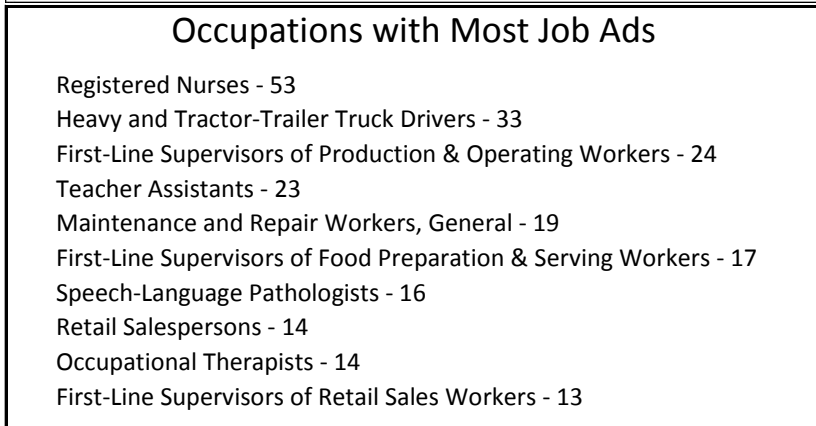 Occupations with Most Job Ads
Registered Nurses - 53
Heavy and Tractor-Trailer Truck Drivers - 33
First-Line Supervisors of Production & Operating Workers - 24
Teacher Assistants - 23
Maintenance and Repair Workers, General - 19
First-Line Supervisors of Food Preparation & Serving Workers - 17
Speech-Language Pathologists - 16
Retail Salespersons - 14
Occupational Therapists - 14
First-Line Supervisors of Retail Sales Workers - 13